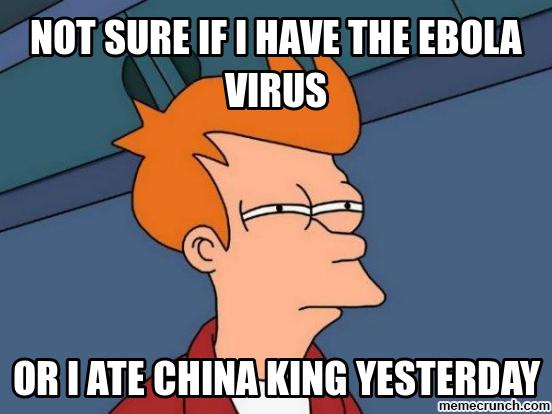 NOT SURE IF I HAVE THE EBOLA
VIRUS
OR I ATE CHINA KING YESTERDAY
memecrunch.com